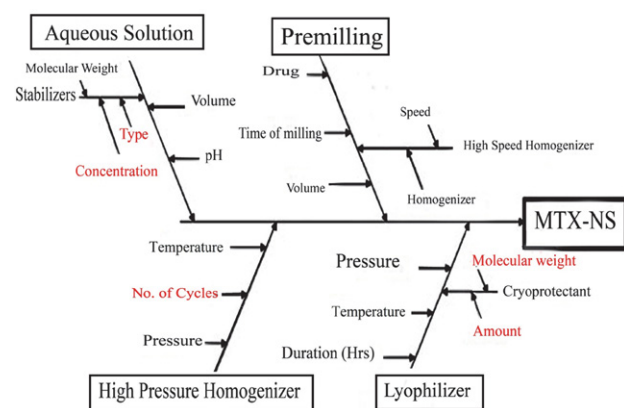 Aqueous Solution
Premilling
Molecular Weight
Drug
Stabilizers
Volume
Speed
Type
Time of milling
High Speed Homogenizer
Concentration
pH
Volume
Homogenizer
MTX-NS
Temperature
Pressure
Molecular weight
No. of Cycles
Cryoprotectant
Temperature
Amount
Pressure
Duration (Hrs)
High Pressure Homogenizer
Lyophilizer